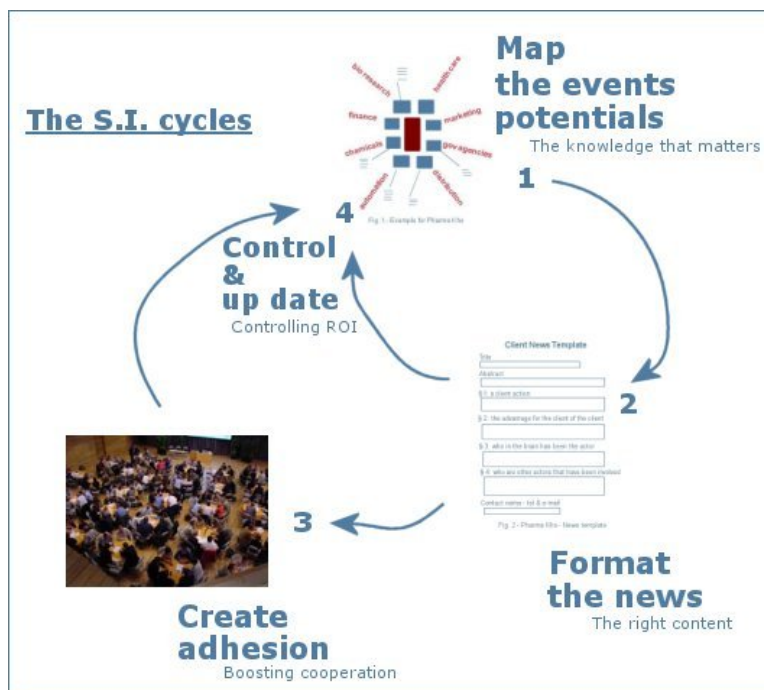 The S.I. cycles
Map
the events
potentials
The knowledge that matters
1
bio research
healthcare
finance
marketing
chemicals
gov agencies
automation
distribution
Fig. 1 - Example for Pharma
4
Control
&
up date
Controlling ROI
Client News Template
Title
Abstract
§ 1: a client action
§ 2: the advantage for the client of the client
§ 3: who in the brain has been the actor
§ 4: who are other actors that have been involved
Contact name - tel & e-mail
Fig. 2 - Pharma Mra - News template
2
3
Format
the news
The right content
Create
adhesion
Boosting cooperation